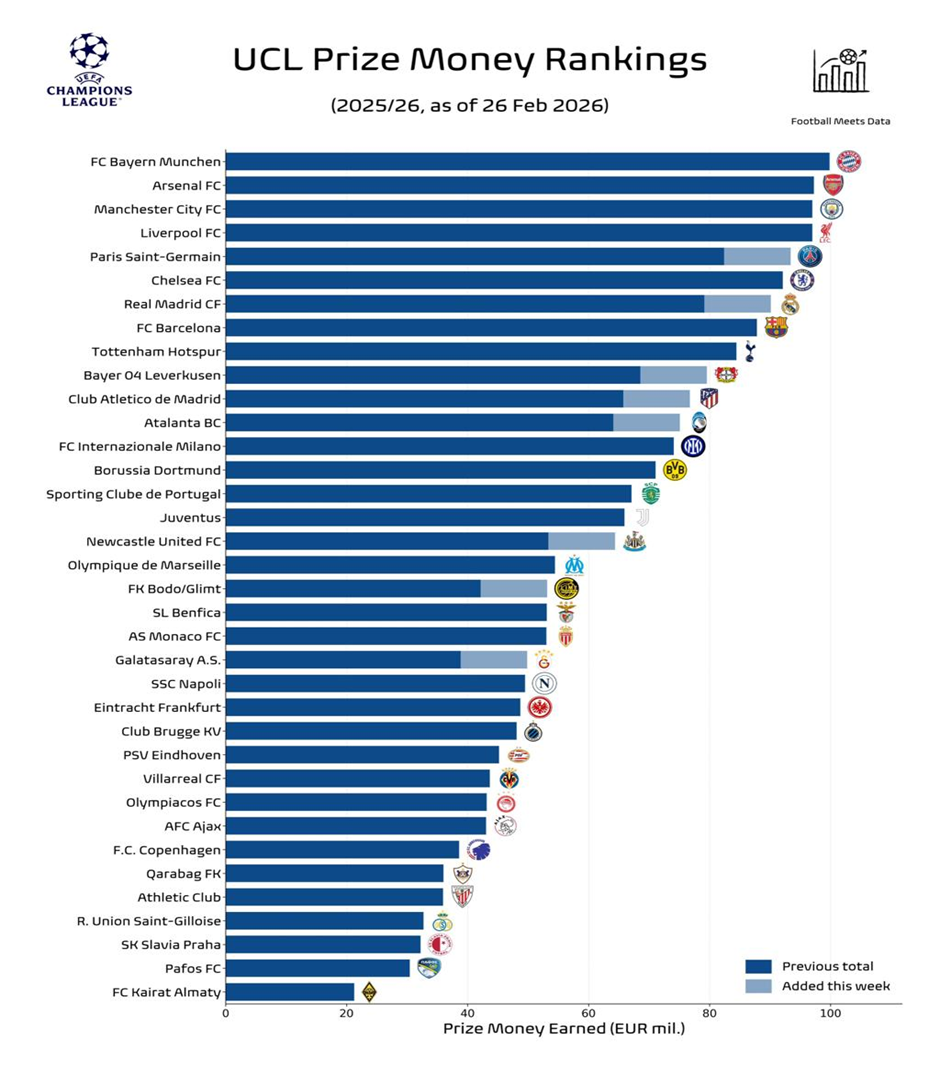 UEFA
CHAMPIONS
LEAGUE
UCL Prize Money Rankings
(2025/26, as of 26 Feb 2026)
Football Meets Data
FC Bayern Munchen
Arsenal FC
Manchester City FC
Liverpool FC
Paris Saint-Germain
Chelsea FC
Real Madrid CF
FC Barcelona
Tottenham Hotspur
Bayer 04 Leverkusen
Club Atletico de Madrid
Atalanta BC
FC Internazionale Milano
Borussia Dortmund
BVB
09
Sporting Clube de Portugal
SCP
Juventus
Newcastle United FC
Olympique de Marseille
FK Bodo/Glimt
SL Benfica
AS Monaco FC
Galatasaray A.S.
SSC Napoli
N
Eintracht Frankfurt
Club Brugge KV
PSV Eindhoven
Villarreal CF
Olympiacos FC
AFC Ajax
F.C. Copenhagen
Qarabag FK
Athletic Club
R. Union Saint-Gilloise
SK Slavia Praha
Pafos FC
FC Kairat Almaty
Previous total
Added this week
0 20 40 60 80 100
Prize Money Earned (EUR mil.)